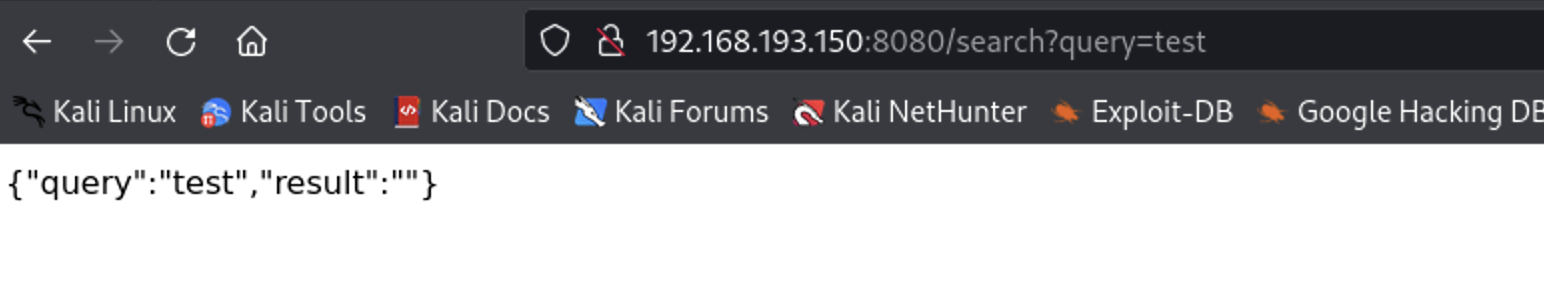 192.168.193.150:8080/search?query=test
Kali Linux Kali Tools Kali Docs Kali Forums Kali NetHunter Exploit-DB Google Hacking DB
{"query":"test","result":""}